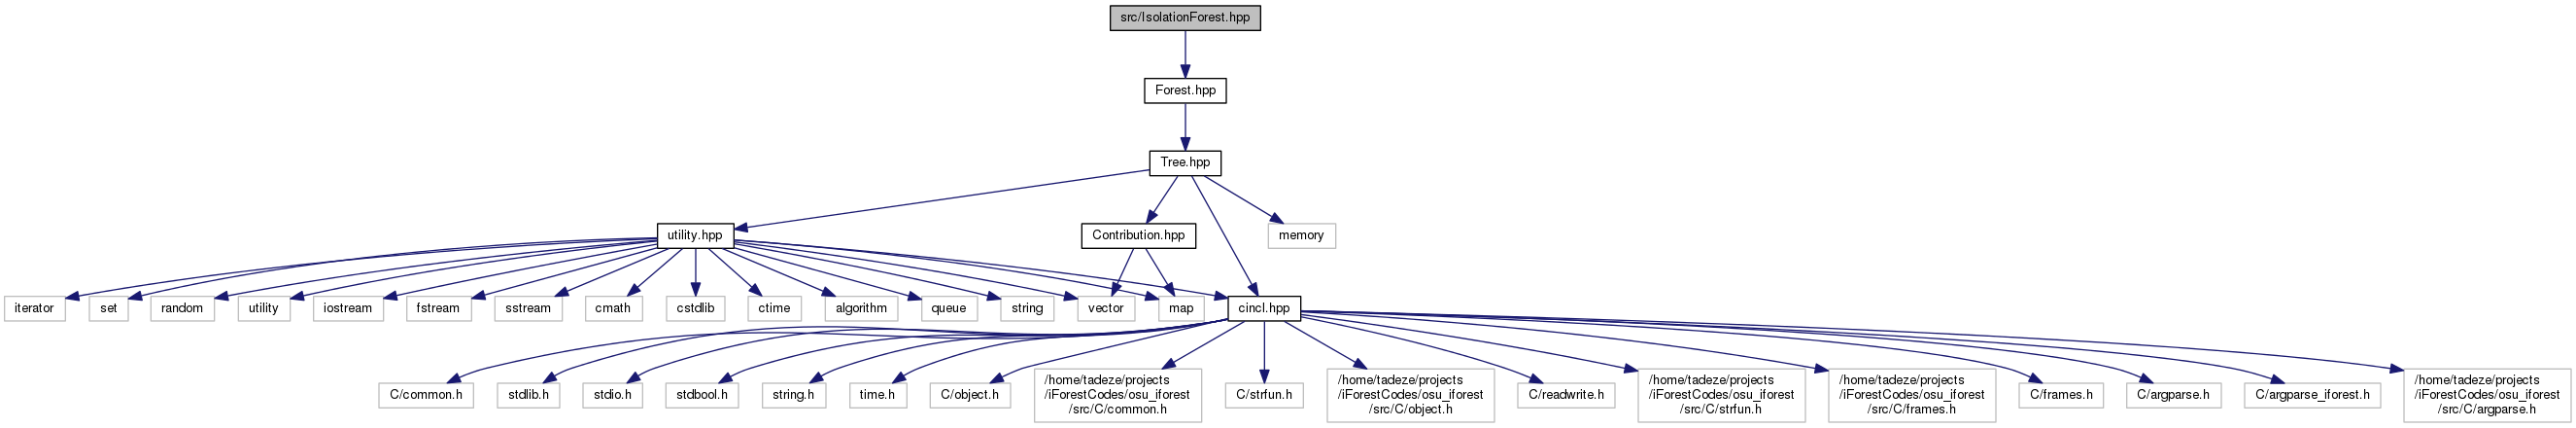 src/IsolationForest.hpp
Forest.hpp
Tree.hpp
utility.hpp
Contribution.hpp
memory
iterator
set
random
utility
iostream
fstream
sstream
cmath
cstdlib
ctime
algorithm
queue
string
vector
map
cincl.hpp
C/common.h
stdlib.h
stdio.h
stdbool.h
string.h
time.h
C/object.h
/home/tadeze/projects
/iForestCodes/osu_iforest
/src/C/common.h
C/strfun.h
/home/tadeze/projects
/iForestCodes/osu_iforest
/src/C/object.h
C/readwrite.h
/home/tadeze/projects
/iForestCodes/osu_iforest
/src/C/strfun.h
/home/tadeze/projects
/iForestCodes/osu_iforest
/src/C/frames.h
C/frames.h
C/argparse.h
C/argparse_iforest.h
/home/tadeze/projects
/iForestCodes/osu_iforest
/src/C/argparse.h